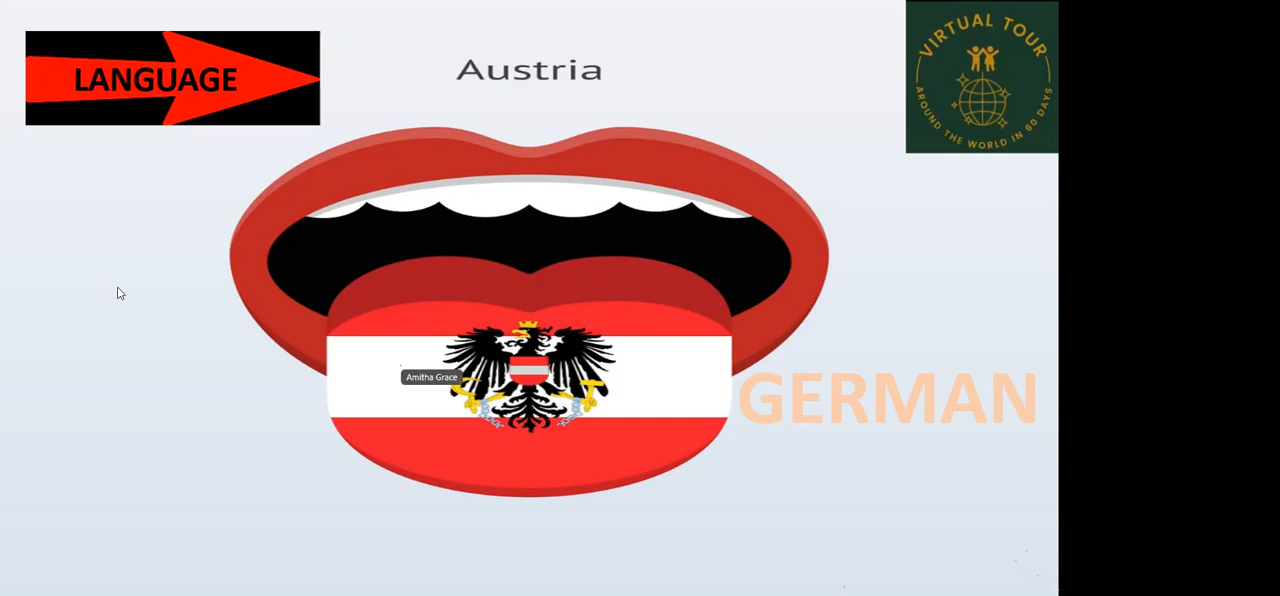 LANGUAGE
Austria
VIRTUAL TOUR
AROUND THE WORLD IN 60 DAYS
Amitha Grace
GERMAN